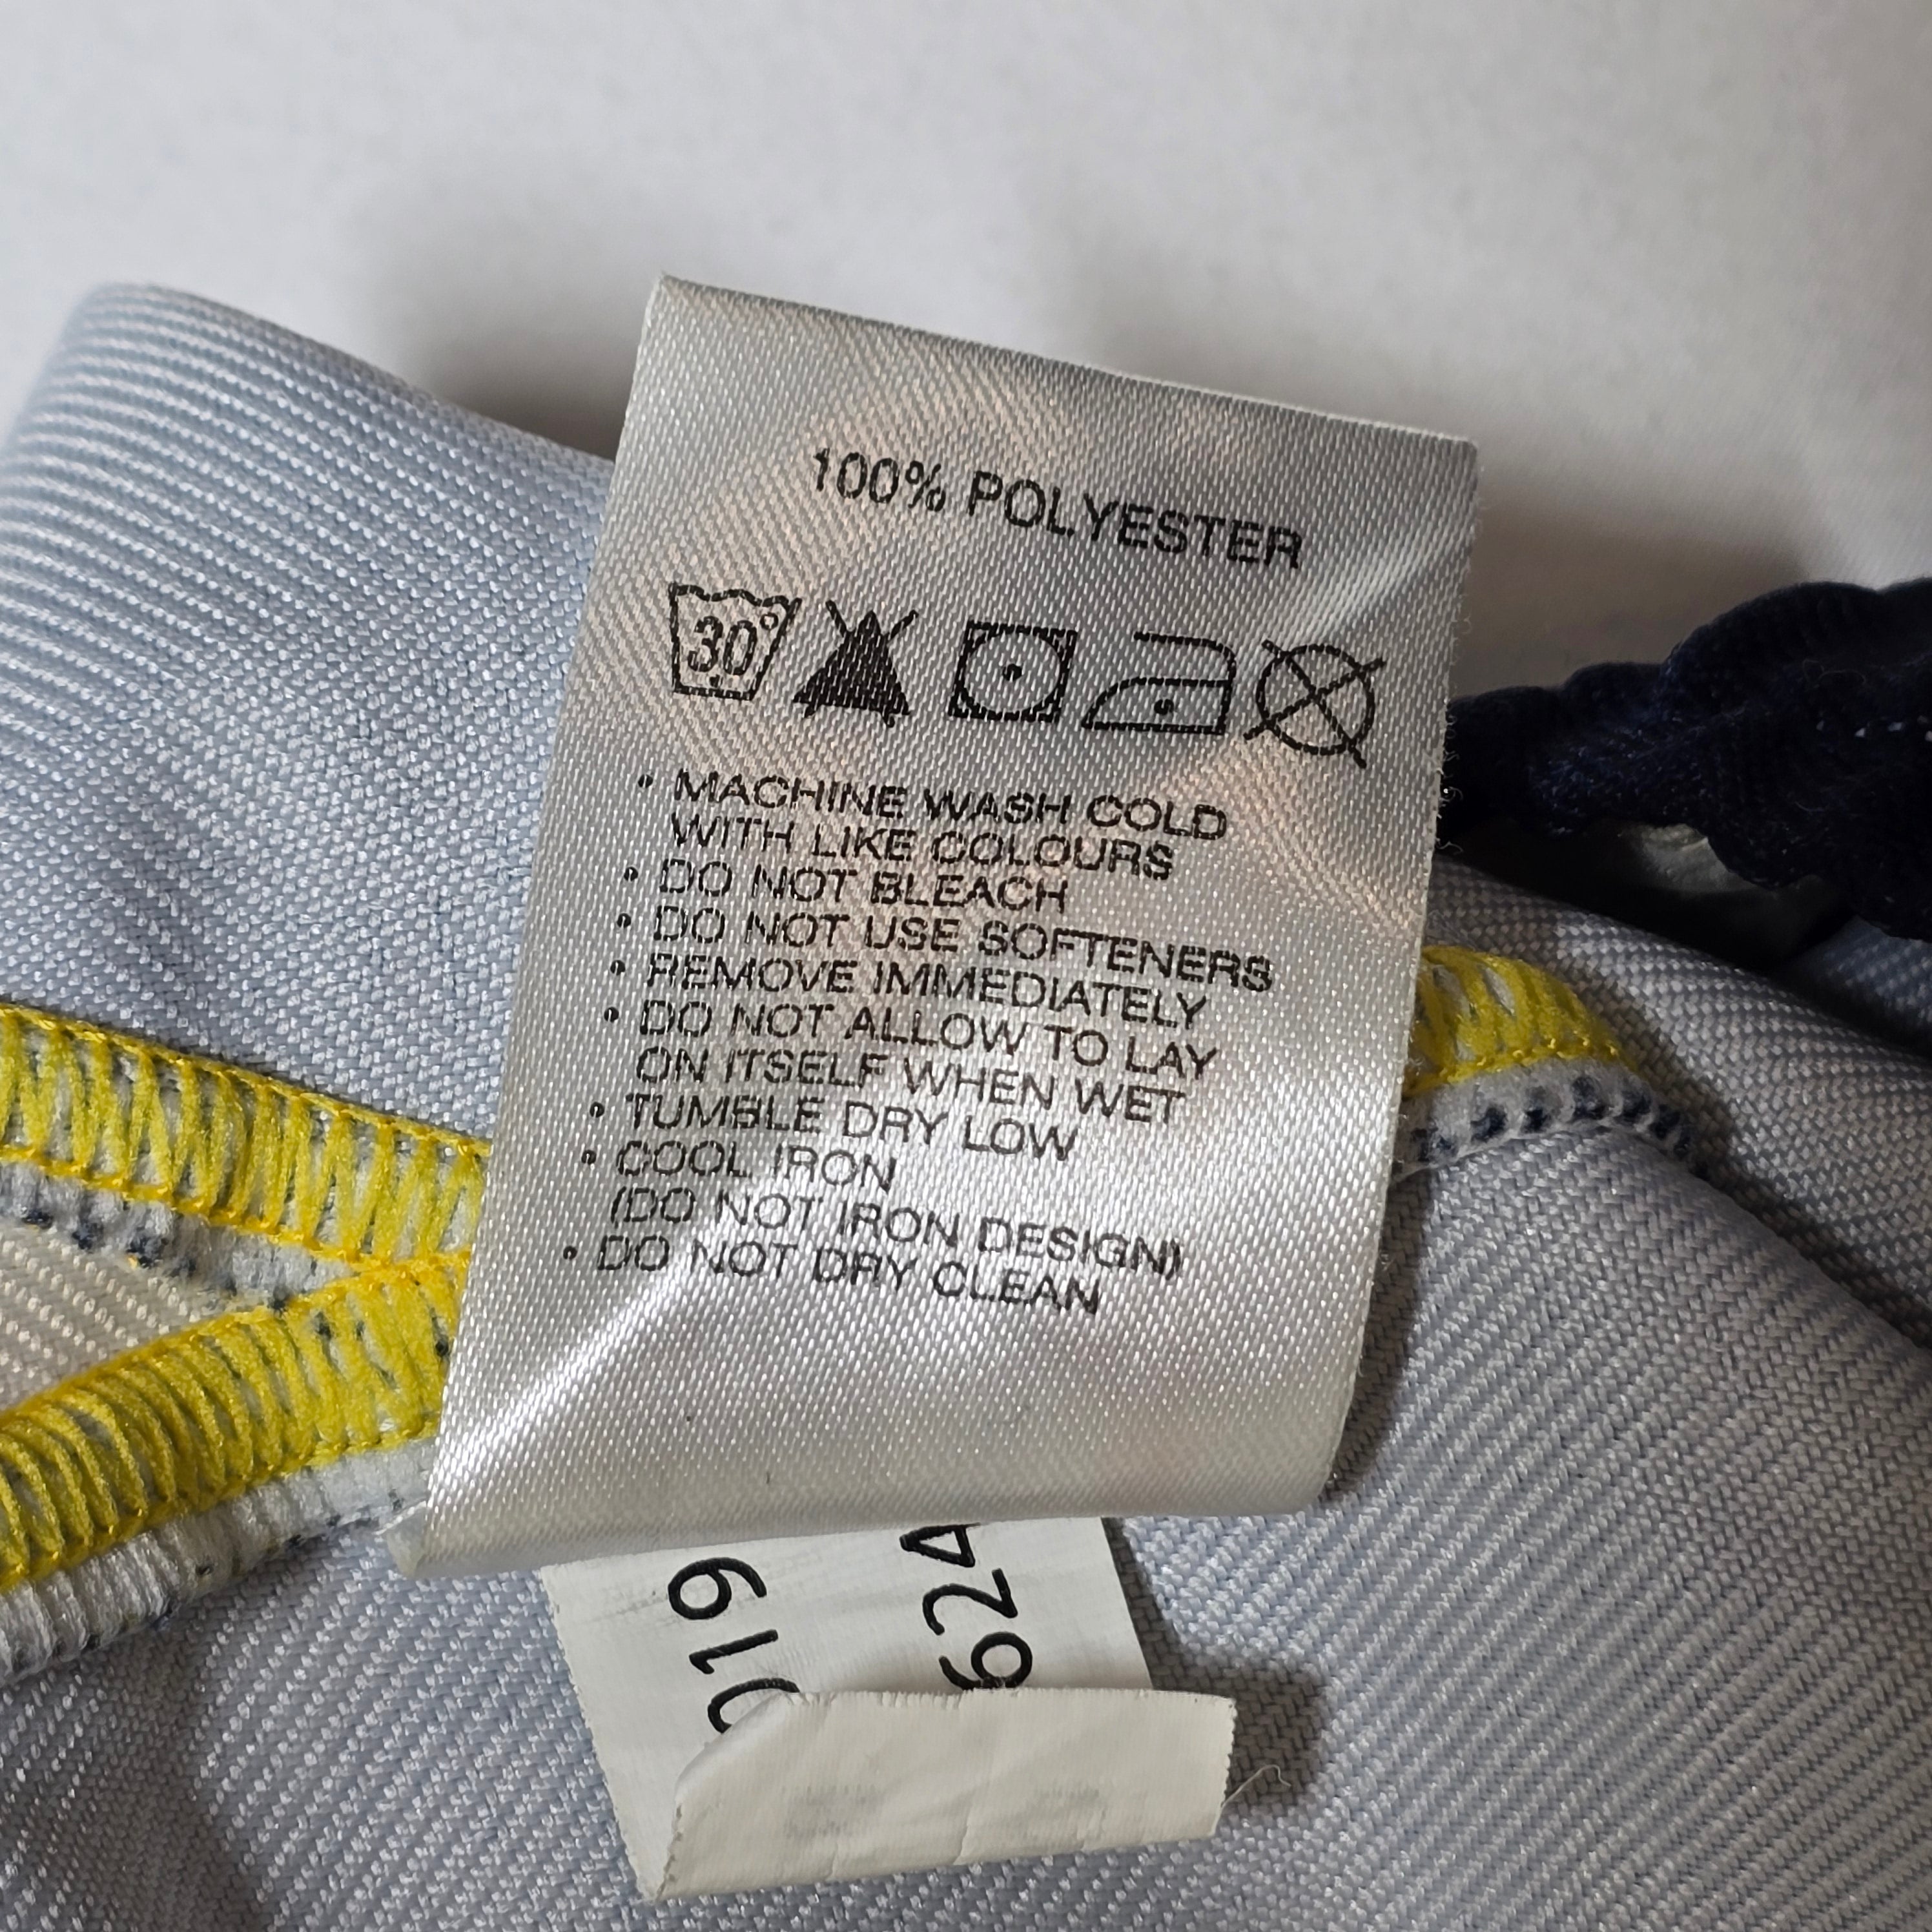 100% POLYESTER
30°
• MACHINE WASH COLD
WITH LIKE COLOURS
• DO NOT BLEACH
• DO NOT USE SOFTENERS
• REMOVE IMMEDIATELY
• DO NOT ALLOW TO LAY
ON ITSELF WHEN WET
• TUMBLE DRY LOW
• COOL IRON
(DO NOT IRON DESIGN)
• DO NOT DRY CLEAN
019
624